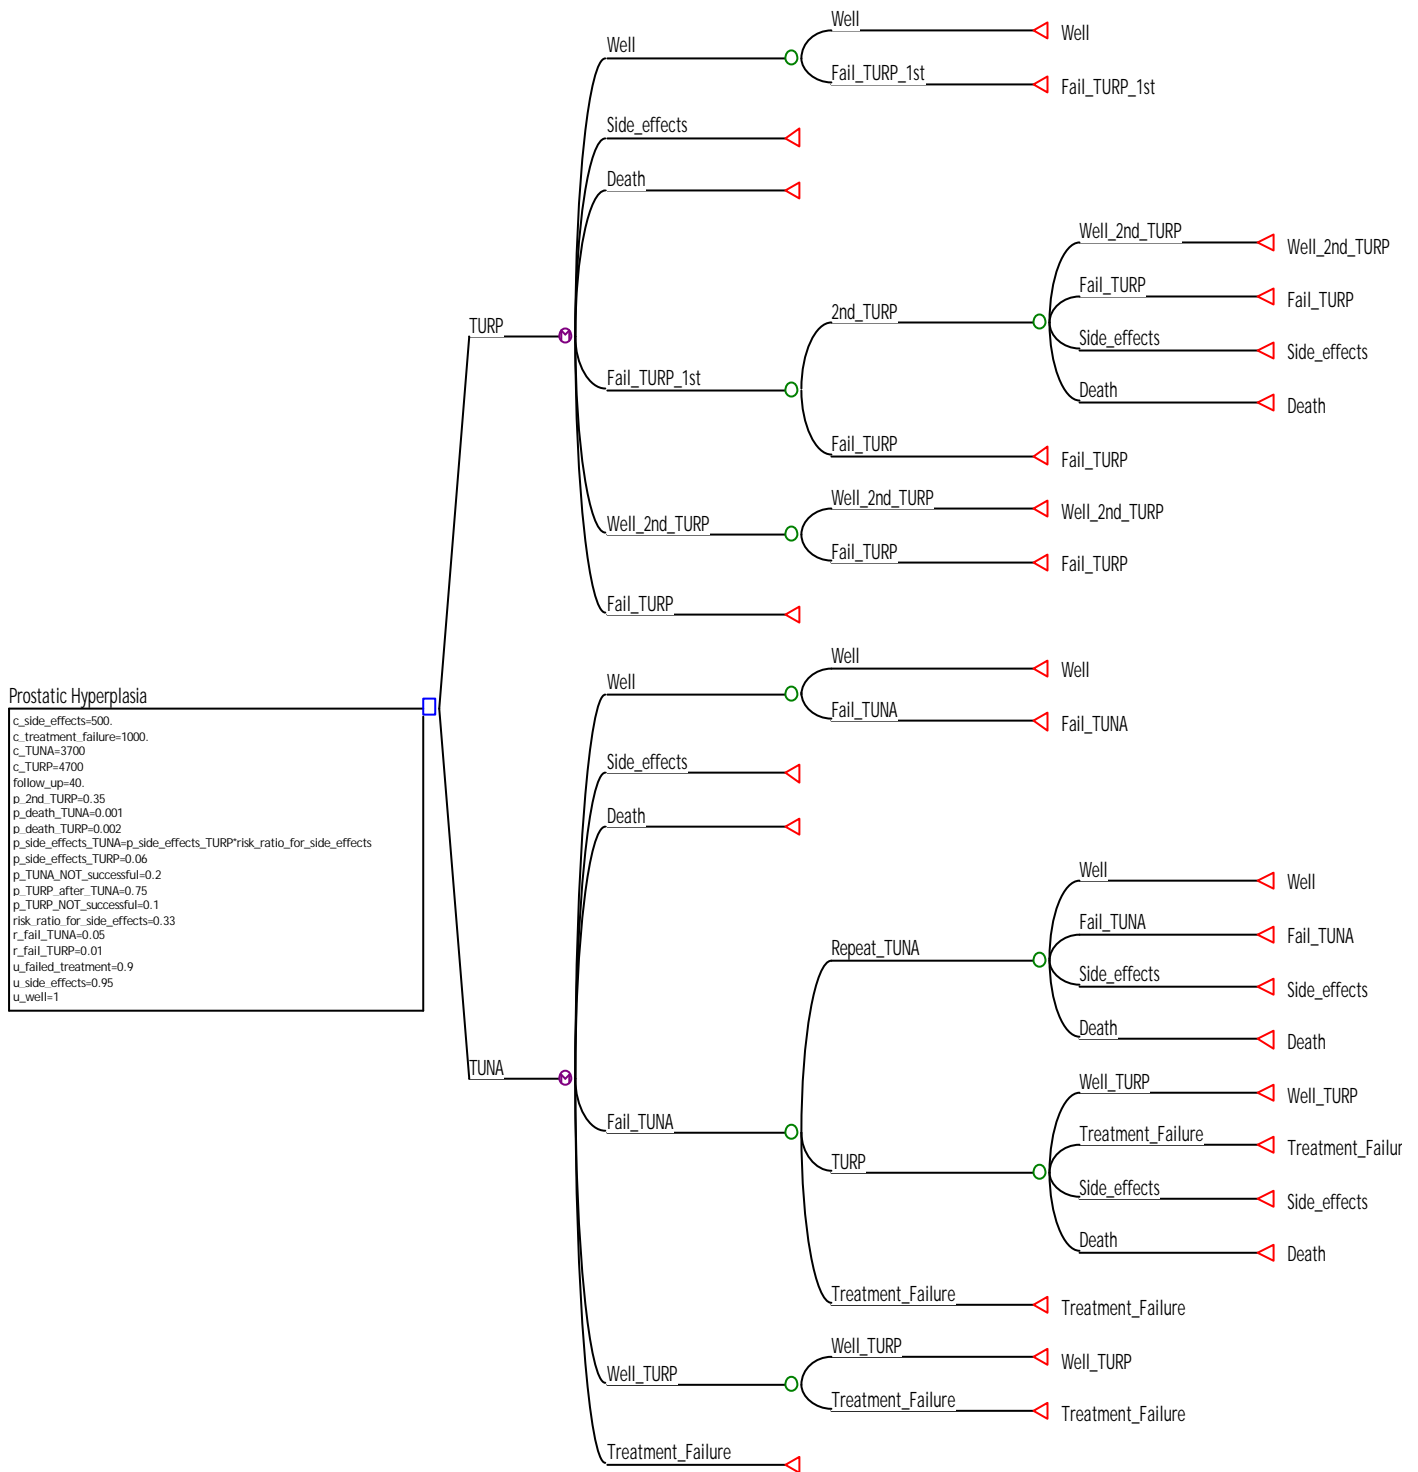 Well
Well
Well
Fail_TURP_1st
Fail_TURP_1st
Side_effects
Death
Well_2nd_TURP
Well_2nd_TURP
Fail_TURP
Fail_TURP
2nd_TURP
TURP
Side_effects
Side_effects
Fail_TURP_1st
Death
Death
Fail_TURP
Fail_TURP
Well_2nd_TURP
Well_2nd_TURP
Well_2nd_TURP
Fail_TURP
Fail_TURP
Fail_TURP
Well
Well
Well
Fail_TUNA
Fail_TUNA
Prostatic Hyperplasia
c_side_effects=500.
c_treatment_failure=1000.
c_TUNA=3700
c_TURP=4700
follow_up=40.
p_2nd_TURP=0.35
p_death_TUNA=0.001
p_death_TURP=0.002
p_side_effects_TUNA=p_side_effects_TURP*risk_ratio_for_side_effects
p_side_effects_TURP=0.06
p_TUNA_NOT_successful=0.2
p_TURP_after_TUNA=0.75
p_TURP_NOT_successful=0.1
risk_ratio_for_side_effects=0.33
r_fail_TUNA=0.05
r_fail_TURP=0.01
u_failed_treatment=0.9
u_side_effects=0.95
u_well=1
Side_effects
Death
Well
Well
Fail_TUNA
Fail_TUNA
Repeat_TUNA
Side_effects
Side_effects
Death
Death
TUNA
Fail_TUNA
Well_TURP
Well_TURP
Treatment_Failure
Treatment_Failur
TURP
Side_effects
Side_effects
Death
Death
Treatment_Failure
Treatment_Failure
Well_TURP
Well_TURP
Well_TURP
Treatment_Failure
Treatment_Failure
Treatment_Failure